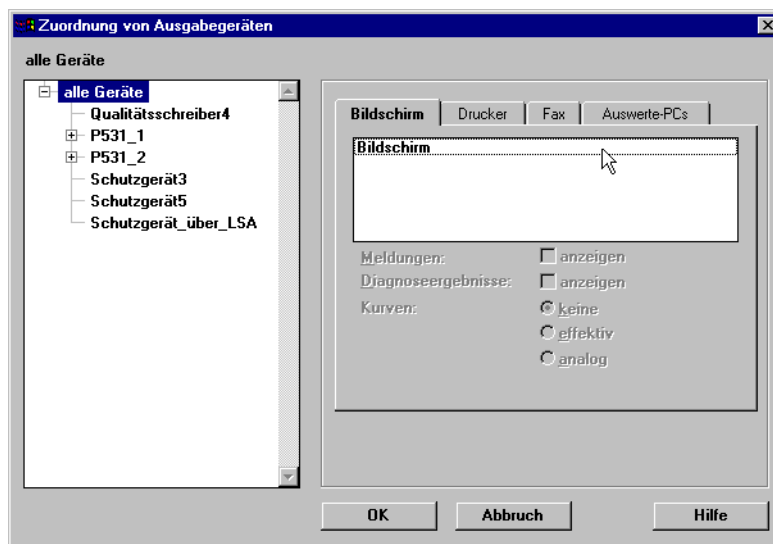 Zuordnung von Ausgabegeräten
alle Geräte
alle Geräte
Qualitätsschreiber4
P531_1
P531_2
Schutzgerät3
Schutzgerät5
Schutzgerät_über_LSA
Bildschirm Drucker Fax Auswerte-PCs
Bildschirm
Meldungen: anzeigen
Diagnoseergebnisse: anzeigen
Kurven: keine
effektiv
analog
OK Abbruch Hilfe